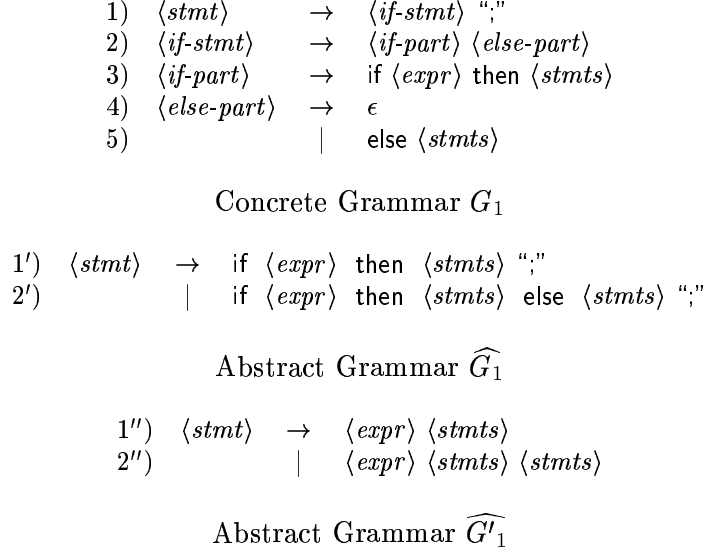 1) ⟨stmt⟩ → ⟨if-stmt⟩ “;”
2) ⟨if-stmt⟩ → ⟨if-part⟩ ⟨else-part⟩
3) ⟨if-part⟩ → if ⟨expr⟩ then ⟨stmts⟩
4) ⟨else-part⟩ → ϵ
5) | else ⟨stmts⟩
Concrete Grammar G₁
1′) ⟨stmt⟩ → if ⟨expr⟩ then ⟨stmts⟩ “;”
2′) | if ⟨expr⟩ then ⟨stmts⟩ else ⟨stmts⟩ “;”
Abstract Grammar Ĝ₁
1″) ⟨stmt⟩ → ⟨expr⟩ ⟨stmts⟩
2″) | ⟨expr⟩ ⟨stmts⟩ ⟨stmts⟩
Abstract Grammar Ĝ′₁